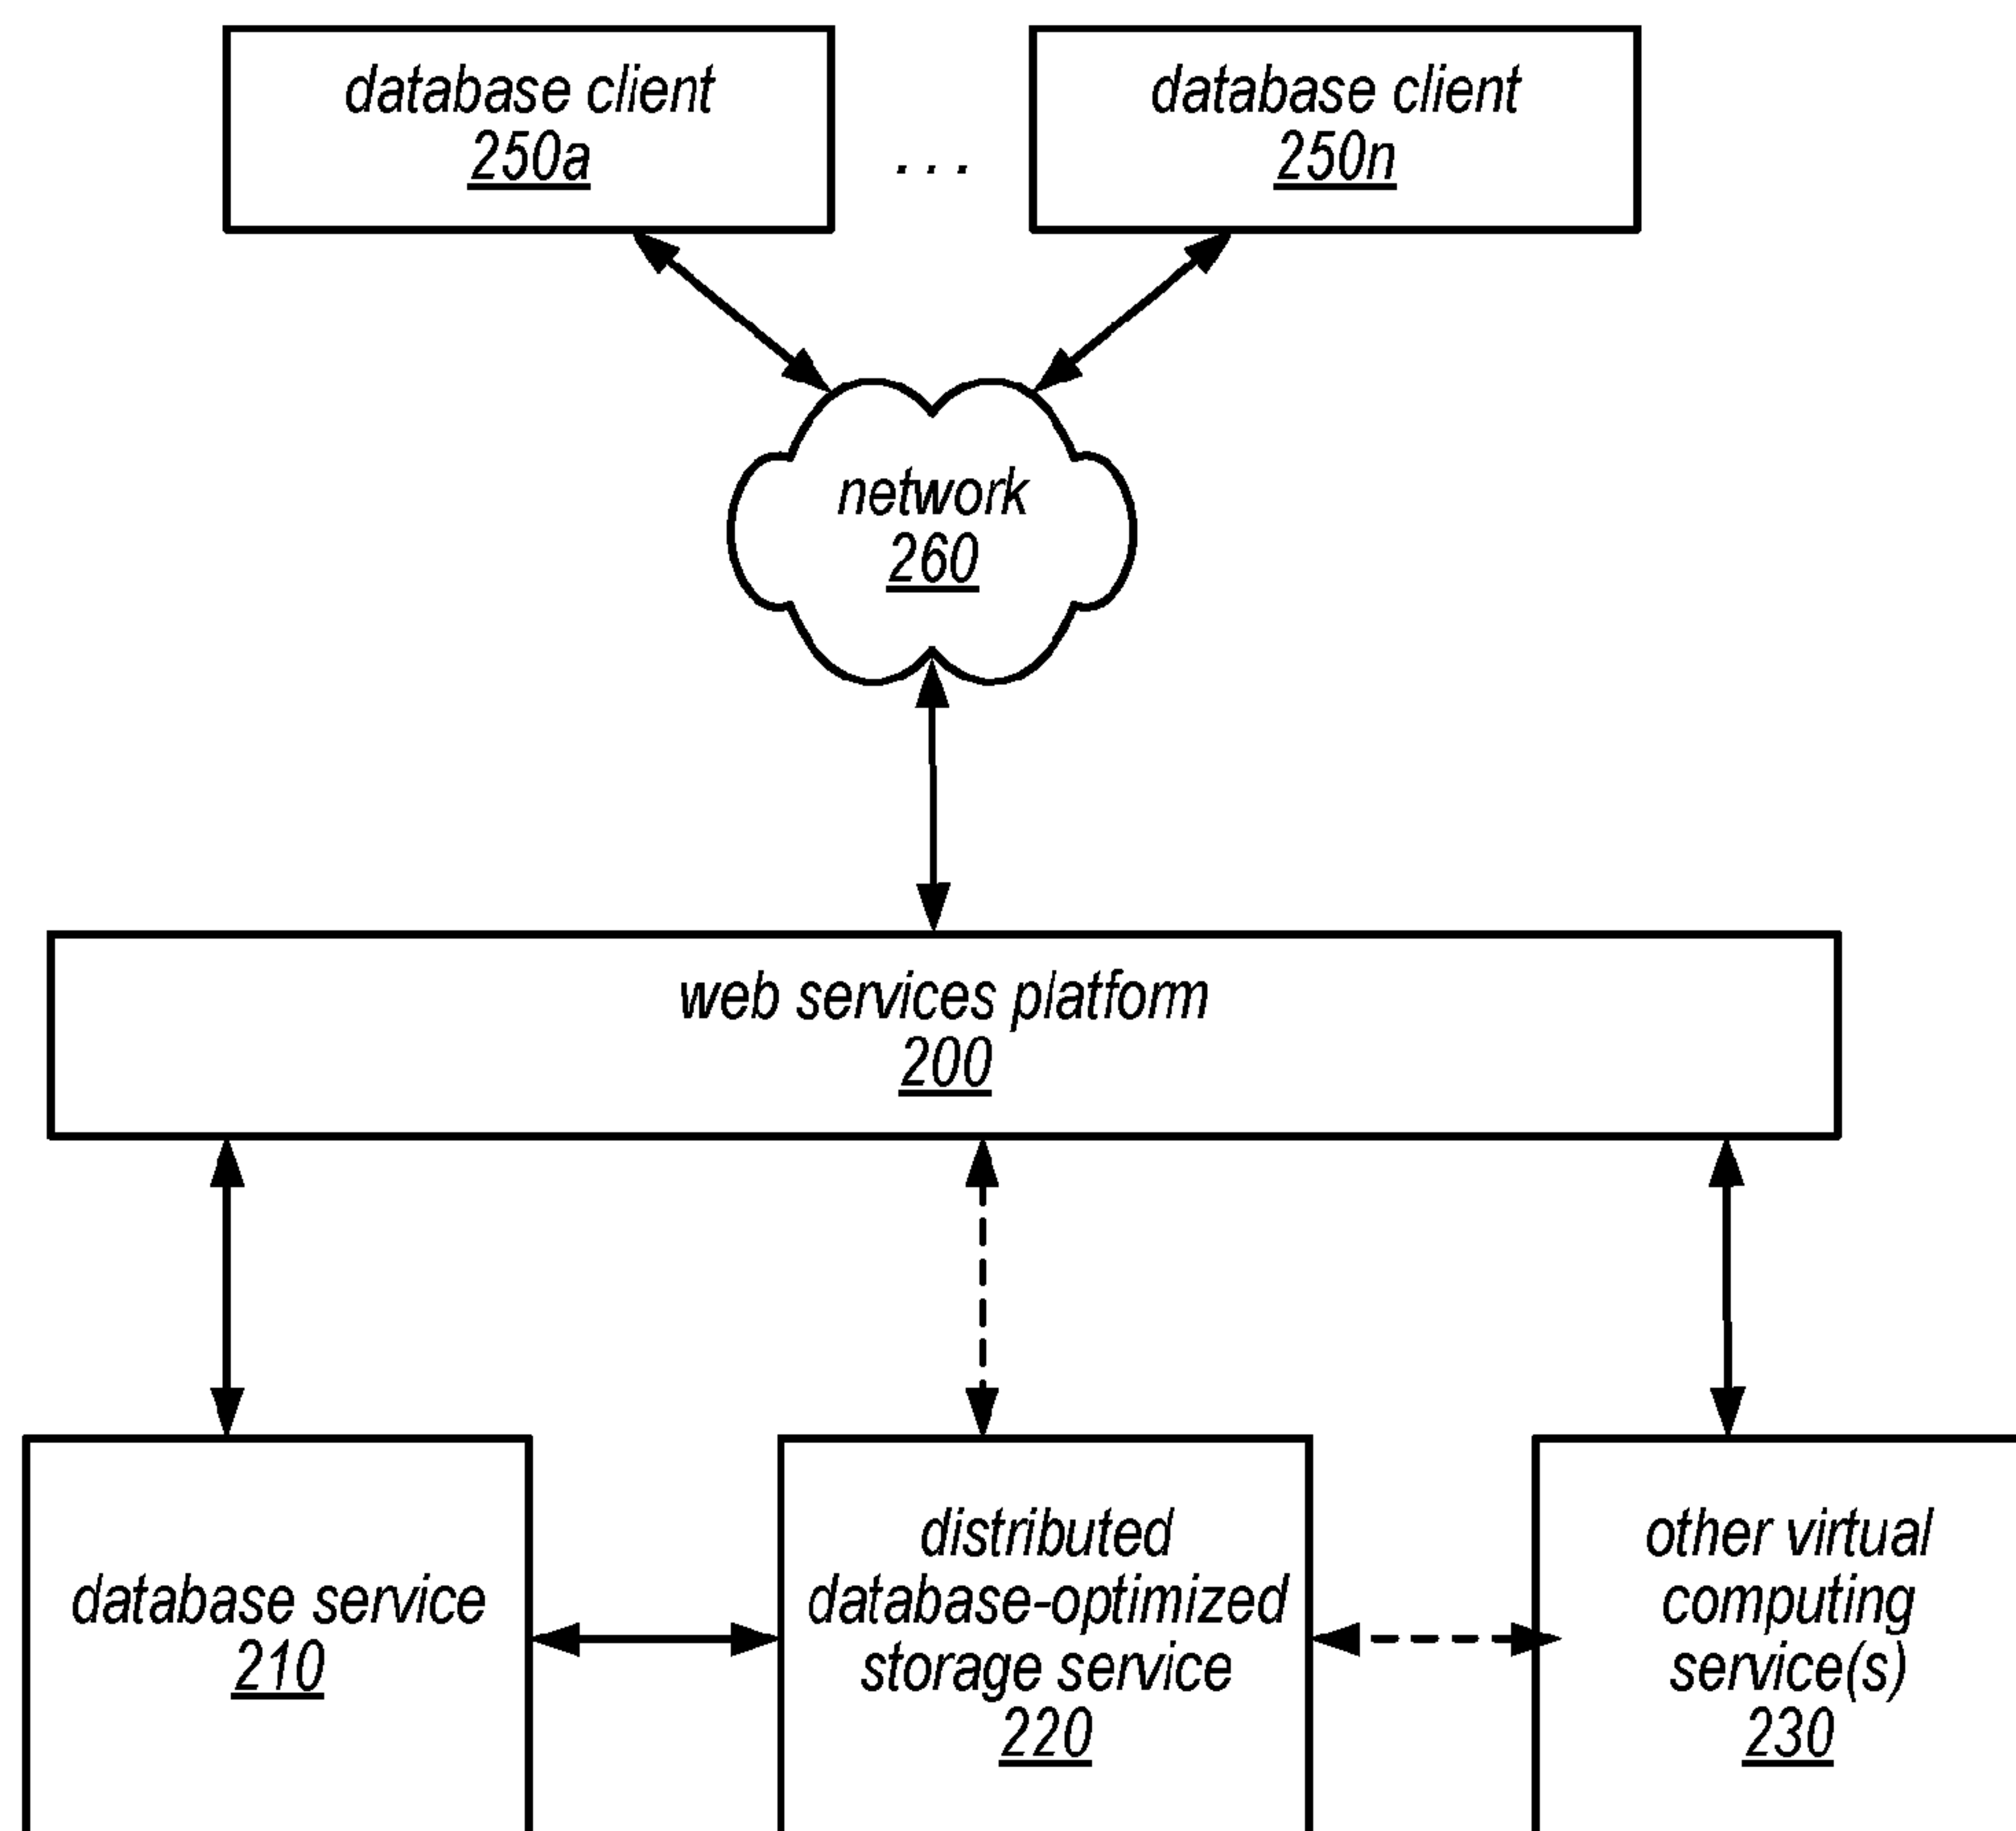 database client
250a
. . .
database client
250n
network
260
web services platform
200
database service
210
distributed
database-optimized
storage service
220
other virtual
computing
service(s)
230